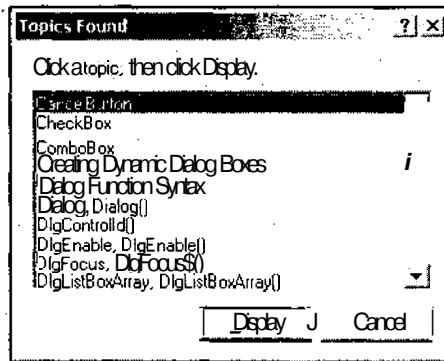 Topics Found
Click a topic, then click Display.
Cancel Button
CheckBox
ComboBox
Creating Dynamic Dialog Boxes
Dialog Function Syntax
Dialog, Dialog()
DlgControlId()
DlgEnable, DlgEnable()
DlgFocus, DlgFocus$()
DlgListBoxArray, DlgListBoxArray()
Display
Cancel